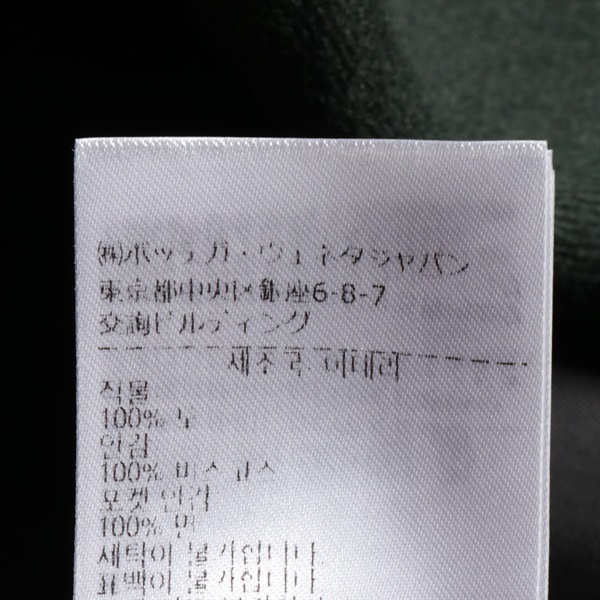 ㈱ボッテガ・ヴェネタジャパン
東京都中央区銀座6-8-7
交詢ビルディング
제조국: 이태리
직물
100% 모
안감
100% 비스코스
포켓 안감
100% 면
세탁이 불가합니다.
표백이 불가합니다.